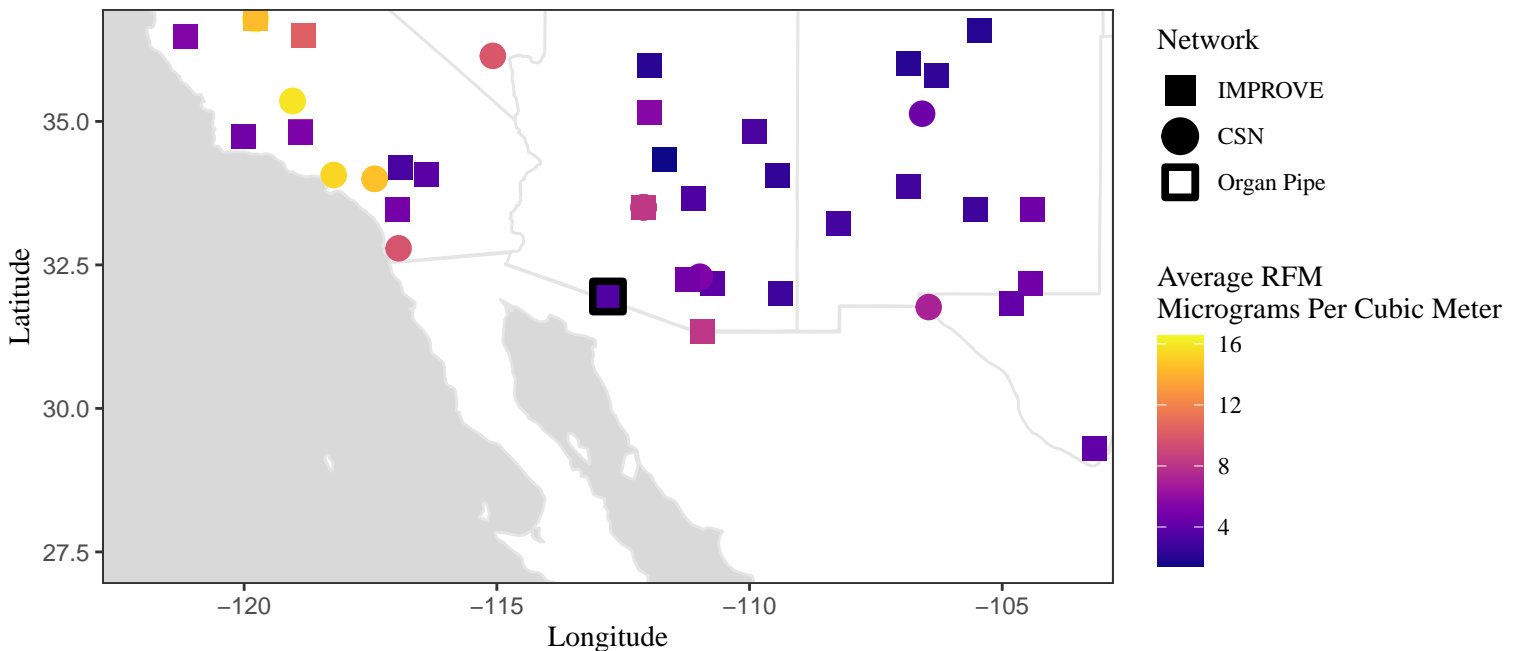 35.0
32.5
30.0
27.5
Latitude
−120
−115
−110
−105
Longitude
Network
IMPROVE
CSN
Organ Pipe
Average RFM
Micrograms Per Cubic Meter
16
12
8
4